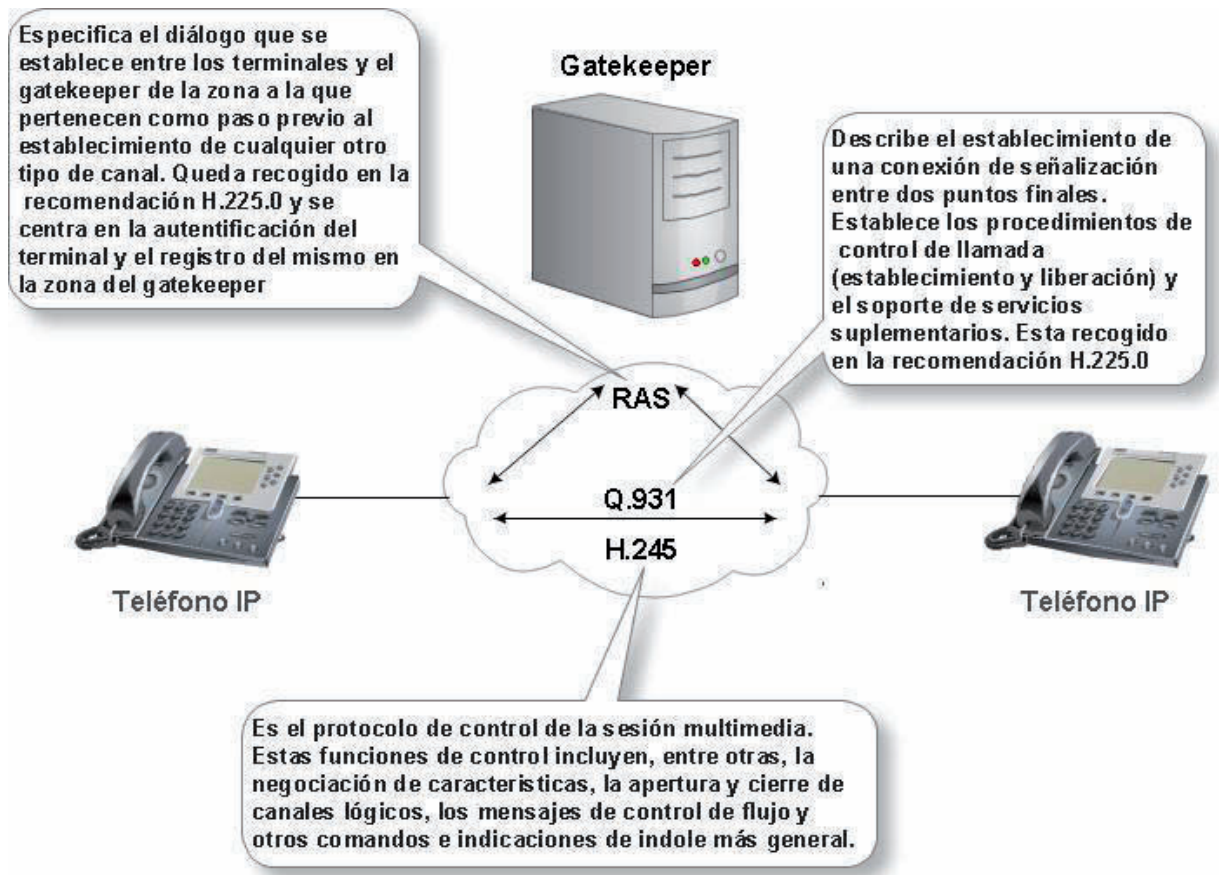 Especifica el diálogo que se
establece entre los terminales y el
gatekeeper de la zona a la que
pertenecen como paso previo al
establecimiento de cualquier otro
tipo de canal. Queda recogido en la
recomendación H.225.0 y se
centra en la autentificación del
terminal y el registro del mismo en
la zona del gatekeeper
Gatekeeper
Describe el establecimiento de
una conexión de señalización
entre dos puntos finales.
Establece los procedimientos de
control de llamada
(establecimiento y liberación) y
el soporte de servicios
suplementarios. Esta recogido
en la recomendación H.225.0
RAS
Q.931
H.245
Teléfono IP
Teléfono IP
Es el protocolo de control de la sesión multimedia.
Estas funciones de control incluyen, entre otras, la
negociación de caracteristicas, la apertura y cierre de
canales lógicos, los mensajes de control de flujo y
otros comandos e indicaciones de indole más general.